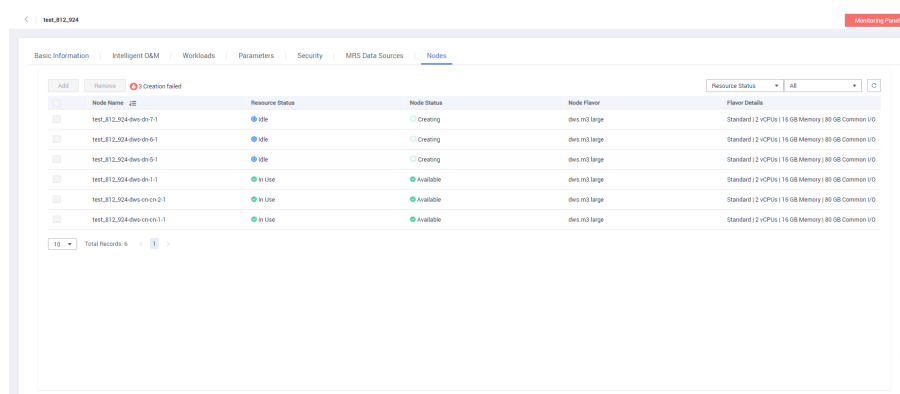 test_812_924
Monitoring Panel
Basic Information Intelligent O&M Workloads Parameters Security MRS Data Sources Nodes
Add Remove 3 Creation failed Resource Status All
Node Name Resource Status Node Status Node Flavor Flavor Details
test_812_924-dws-dn-7-1 Idle Creating dws.m3.large Standard | 2 vCPUs | 16 GB Memory | 80 GB Common I/O
test_812_924-dws-dn-6-1 Idle Creating dws.m3.large Standard | 2 vCPUs | 16 GB Memory | 80 GB Common I/O
test_812_924-dws-dn-5-1 Idle Creating dws.m3.large Standard | 2 vCPUs | 16 GB Memory | 80 GB Common I/O
test_812_924-dws-dn-1-1 In Use Available dws.m3.large Standard | 2 vCPUs | 16 GB Memory | 80 GB Common I/O
test_812_924-dws-cn-cn-2-1 In Use Available dws.m3.large Standard | 2 vCPUs | 16 GB Memory | 80 GB Common I/O
test_812_924-dws-cn-cn-1-1 In Use Available dws.m3.large Standard | 2 vCPUs | 16 GB Memory | 80 GB Common I/O
10 Total Records: 6 < 1 >